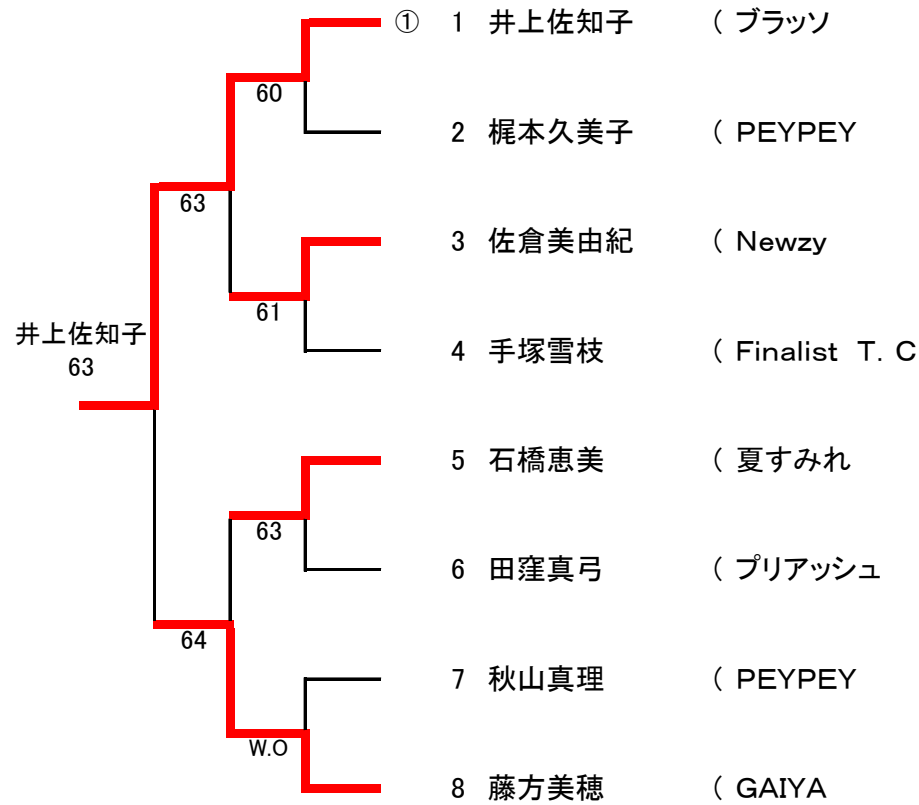 ① 1 井上佐知子 ( ブラッソ
60
2 梶本久美子 ( PEYPEY
63
3 佐倉美由紀 ( Newzy
61
井上佐知子
63
4 手塚雪枝 ( Finalist T. C
5 石橋恵美 ( 夏すみれ
63
6 田窪真弓 ( プリアッシュ
64
7 秋山真理 ( PEYPEY
W.O
8 藤方美穂 ( GAIYA